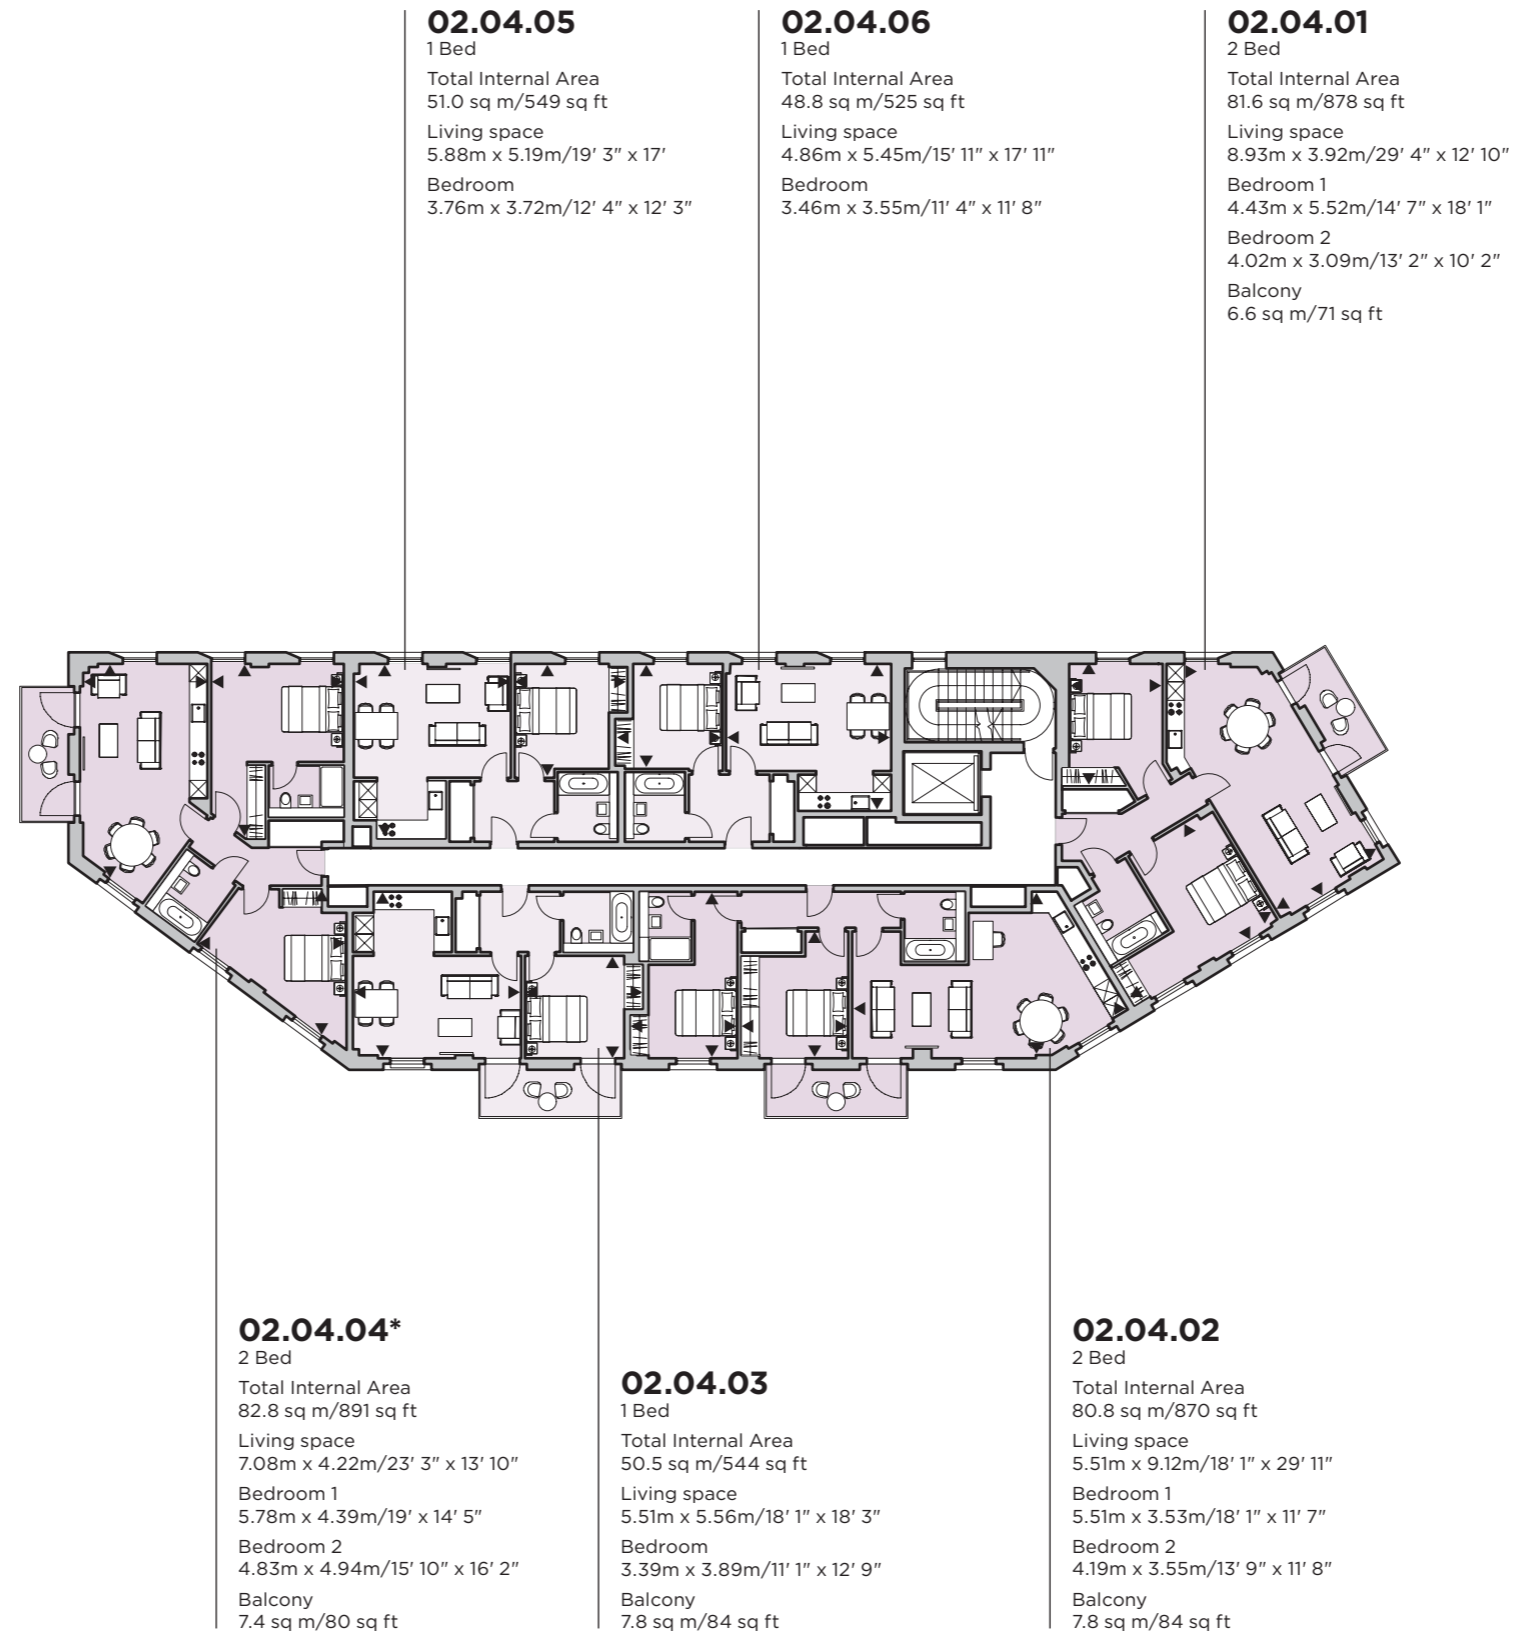 02.04.05
1 Bed
Total Internal Area
51.0 sq m/549 sq ft
Living space
5.88m x 5.19m/19' 3" x 17'
Bedroom
3.76m x 3.72m/12' 4" x 12' 3"
02.04.06
1 Bed
Total Internal Area
48.8 sq m/525 sq ft
Living space
4.86m x 5.45m/15' 11" x 17' 11"
Bedroom
3.46m x 3.55m/11' 4" x 11' 8"
02.04.01
2 Bed
Total Internal Area
81.6 sq m/878 sq ft
Living space
8.93m x 3.92m/29' 4" x 12' 10"
Bedroom 1
4.43m x 5.52m/14' 7" x 18' 1"
Bedroom 2
4.02m x 3.09m/13' 2" x 10' 2"
Balcony
6.6 sq m/71 sq ft
02.04.04*
2 Bed
Total Internal Area
82.8 sq m/891 sq ft
Living space
7.08m x 4.22m/23' 3" x 13' 10"
Bedroom 1
5.78m x 4.39m/19' x 14' 5"
Bedroom 2
4.83m x 4.94m/15' 10" x 16' 2"
Balcony
7.4 sq m/80 sq ft
02.04.03
1 Bed
Total Internal Area
50.5 sq m/544 sq ft
Living space
5.51m x 5.56m/18' 1" x 18' 3"
Bedroom
3.39m x 3.89m/11' 1" x 12' 9"
Balcony
7.8 sq m/84 sq ft
02.04.02
2 Bed
Total Internal Area
80.8 sq m/870 sq ft
Living space
5.51m x 9.12m/18' 1" x 29' 11"
Bedroom 1
5.51m x 3.53m/18' 1" x 11' 7"
Bedroom 2
4.19m x 3.55m/13' 9" x 11' 8"
Balcony
7.8 sq m/84 sq ft